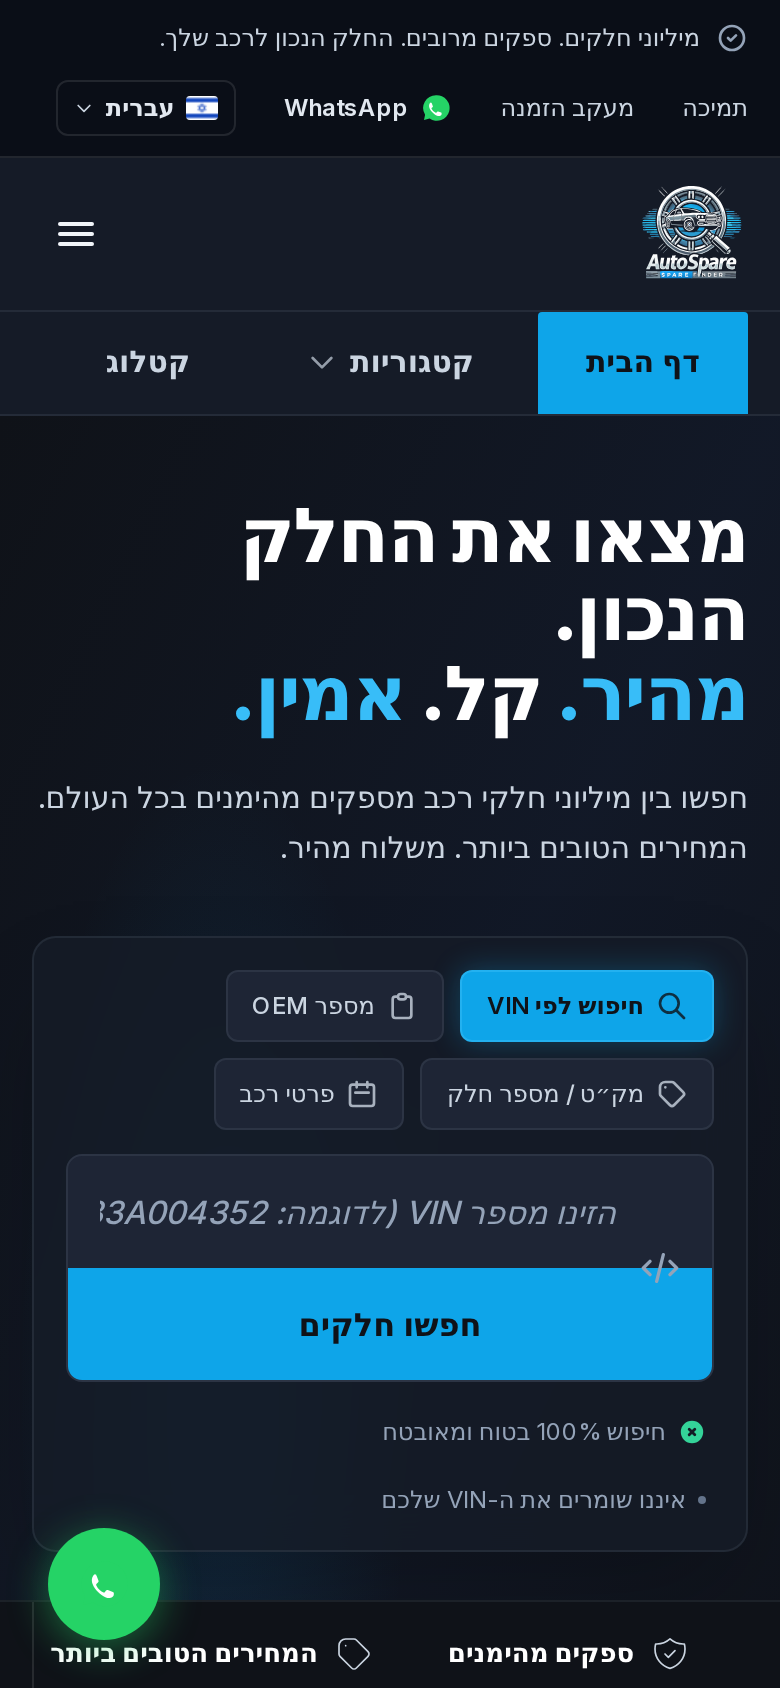 מיליוני חלקים. ספקים מרובים. החלק הנכון לרכב שלך.
תמיכה
מעקב הזמנה
WhatsApp
עברית
AutoSpare
SPARE FINDER
דף הבית
קטגוריות
קטלוג
מצאו את החלק
הנכון.
מהיר. קל. אמין.
חפשו בין מיליוני חלקי רכב מספקים מהימנים בכל העולם.
המחירים הטובים ביותר. משלוח מהיר.
חיפוש לפי VIN
מספר OEM
מק״ט / מספר חלק
פרטי רכב
הזינו מספר VIN (לדוגמה: 3A004352
חפשו חלקים
חיפוש 100% בטוח ומאובטח
איננו שומרים את ה-VIN שלכם
ספקים מהימנים
המחירים הטובים ביותר